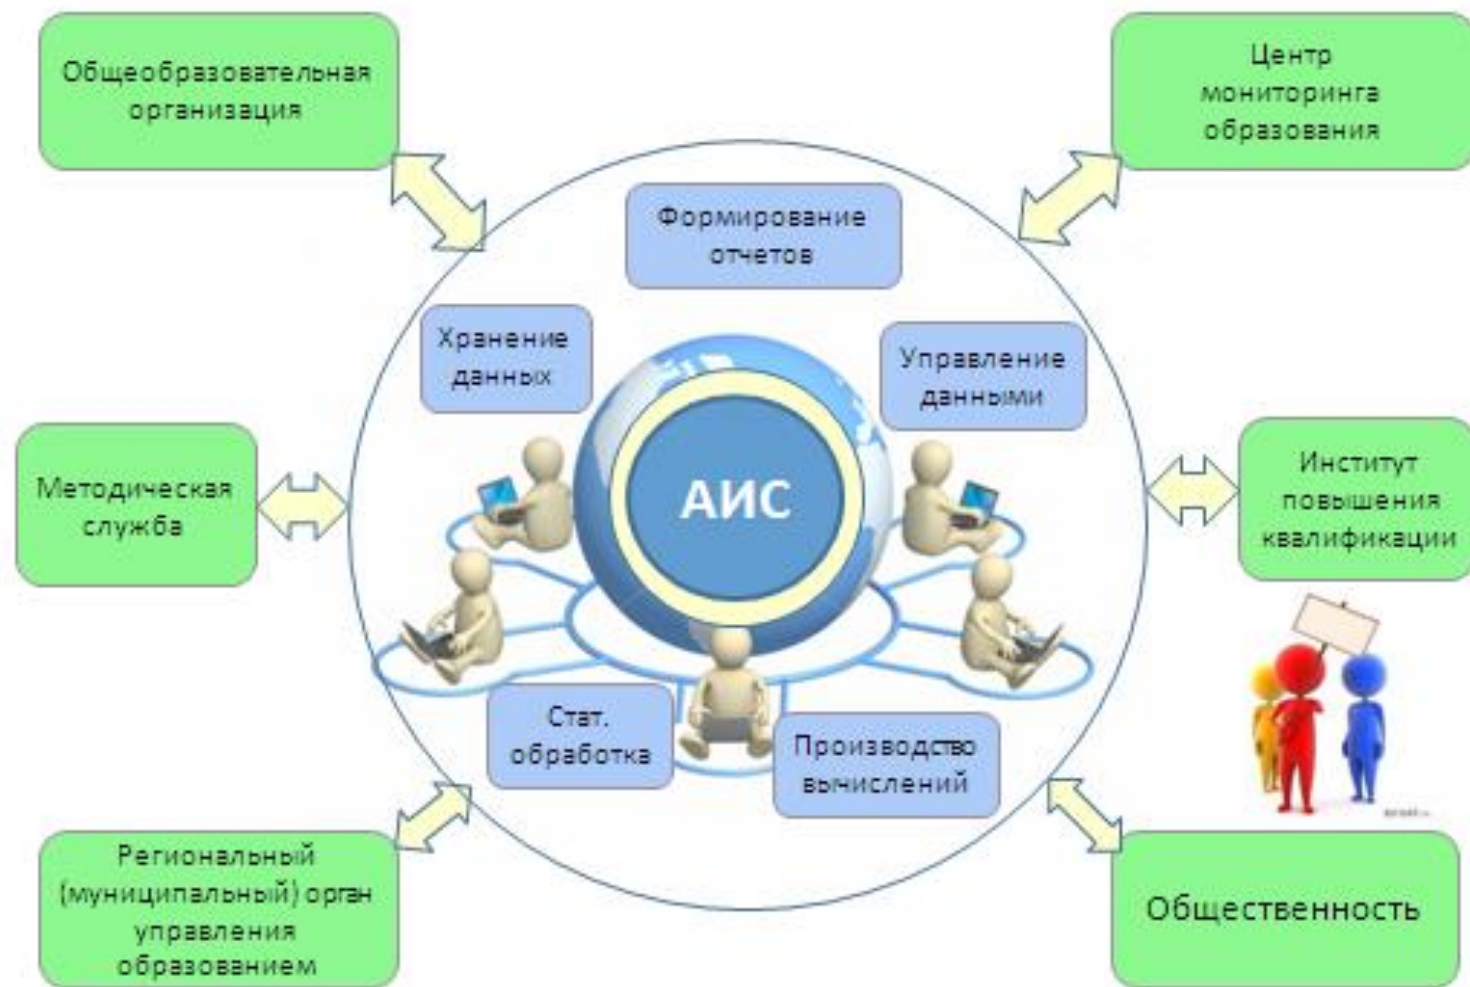 Общеобразовательная
организация
Центр
мониторинга
образования
Формирование
отчетов
Хранение
данных
Управление
данными
Методическая
служба
АИС
Институт
повышения
квалификации
Стат.
обработка
Производство
вычислений
Региональный
(муниципальный) орган
управления
образованием
Общественность